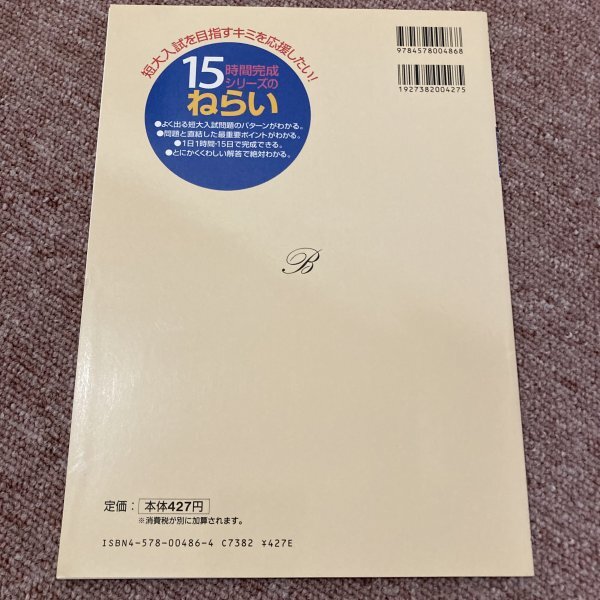 短大入試を目指すキミを応援したい!
15時間完成
シリーズの
ねらい
●よく出る短大入試問題のパターンがわかる。
●問題と直結した最重要ポイントがわかる。
●1日1時間・15日で完成できる。
●とにかくくわしい解答で絶対わかる。
9784578004868
1927382004275
B
定価：本体427円
※消費税が別に加算されます。
ISBN4-578-00486-4 C7382 ¥427E